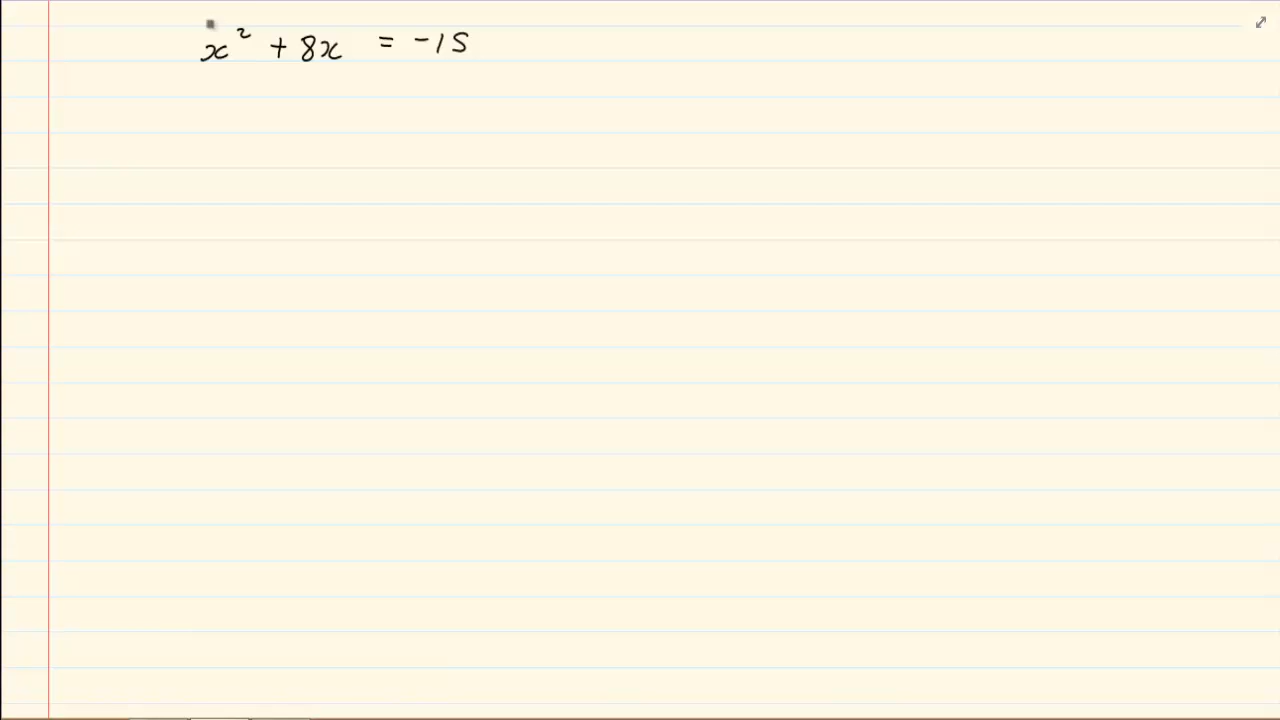 x² + 8x = -15